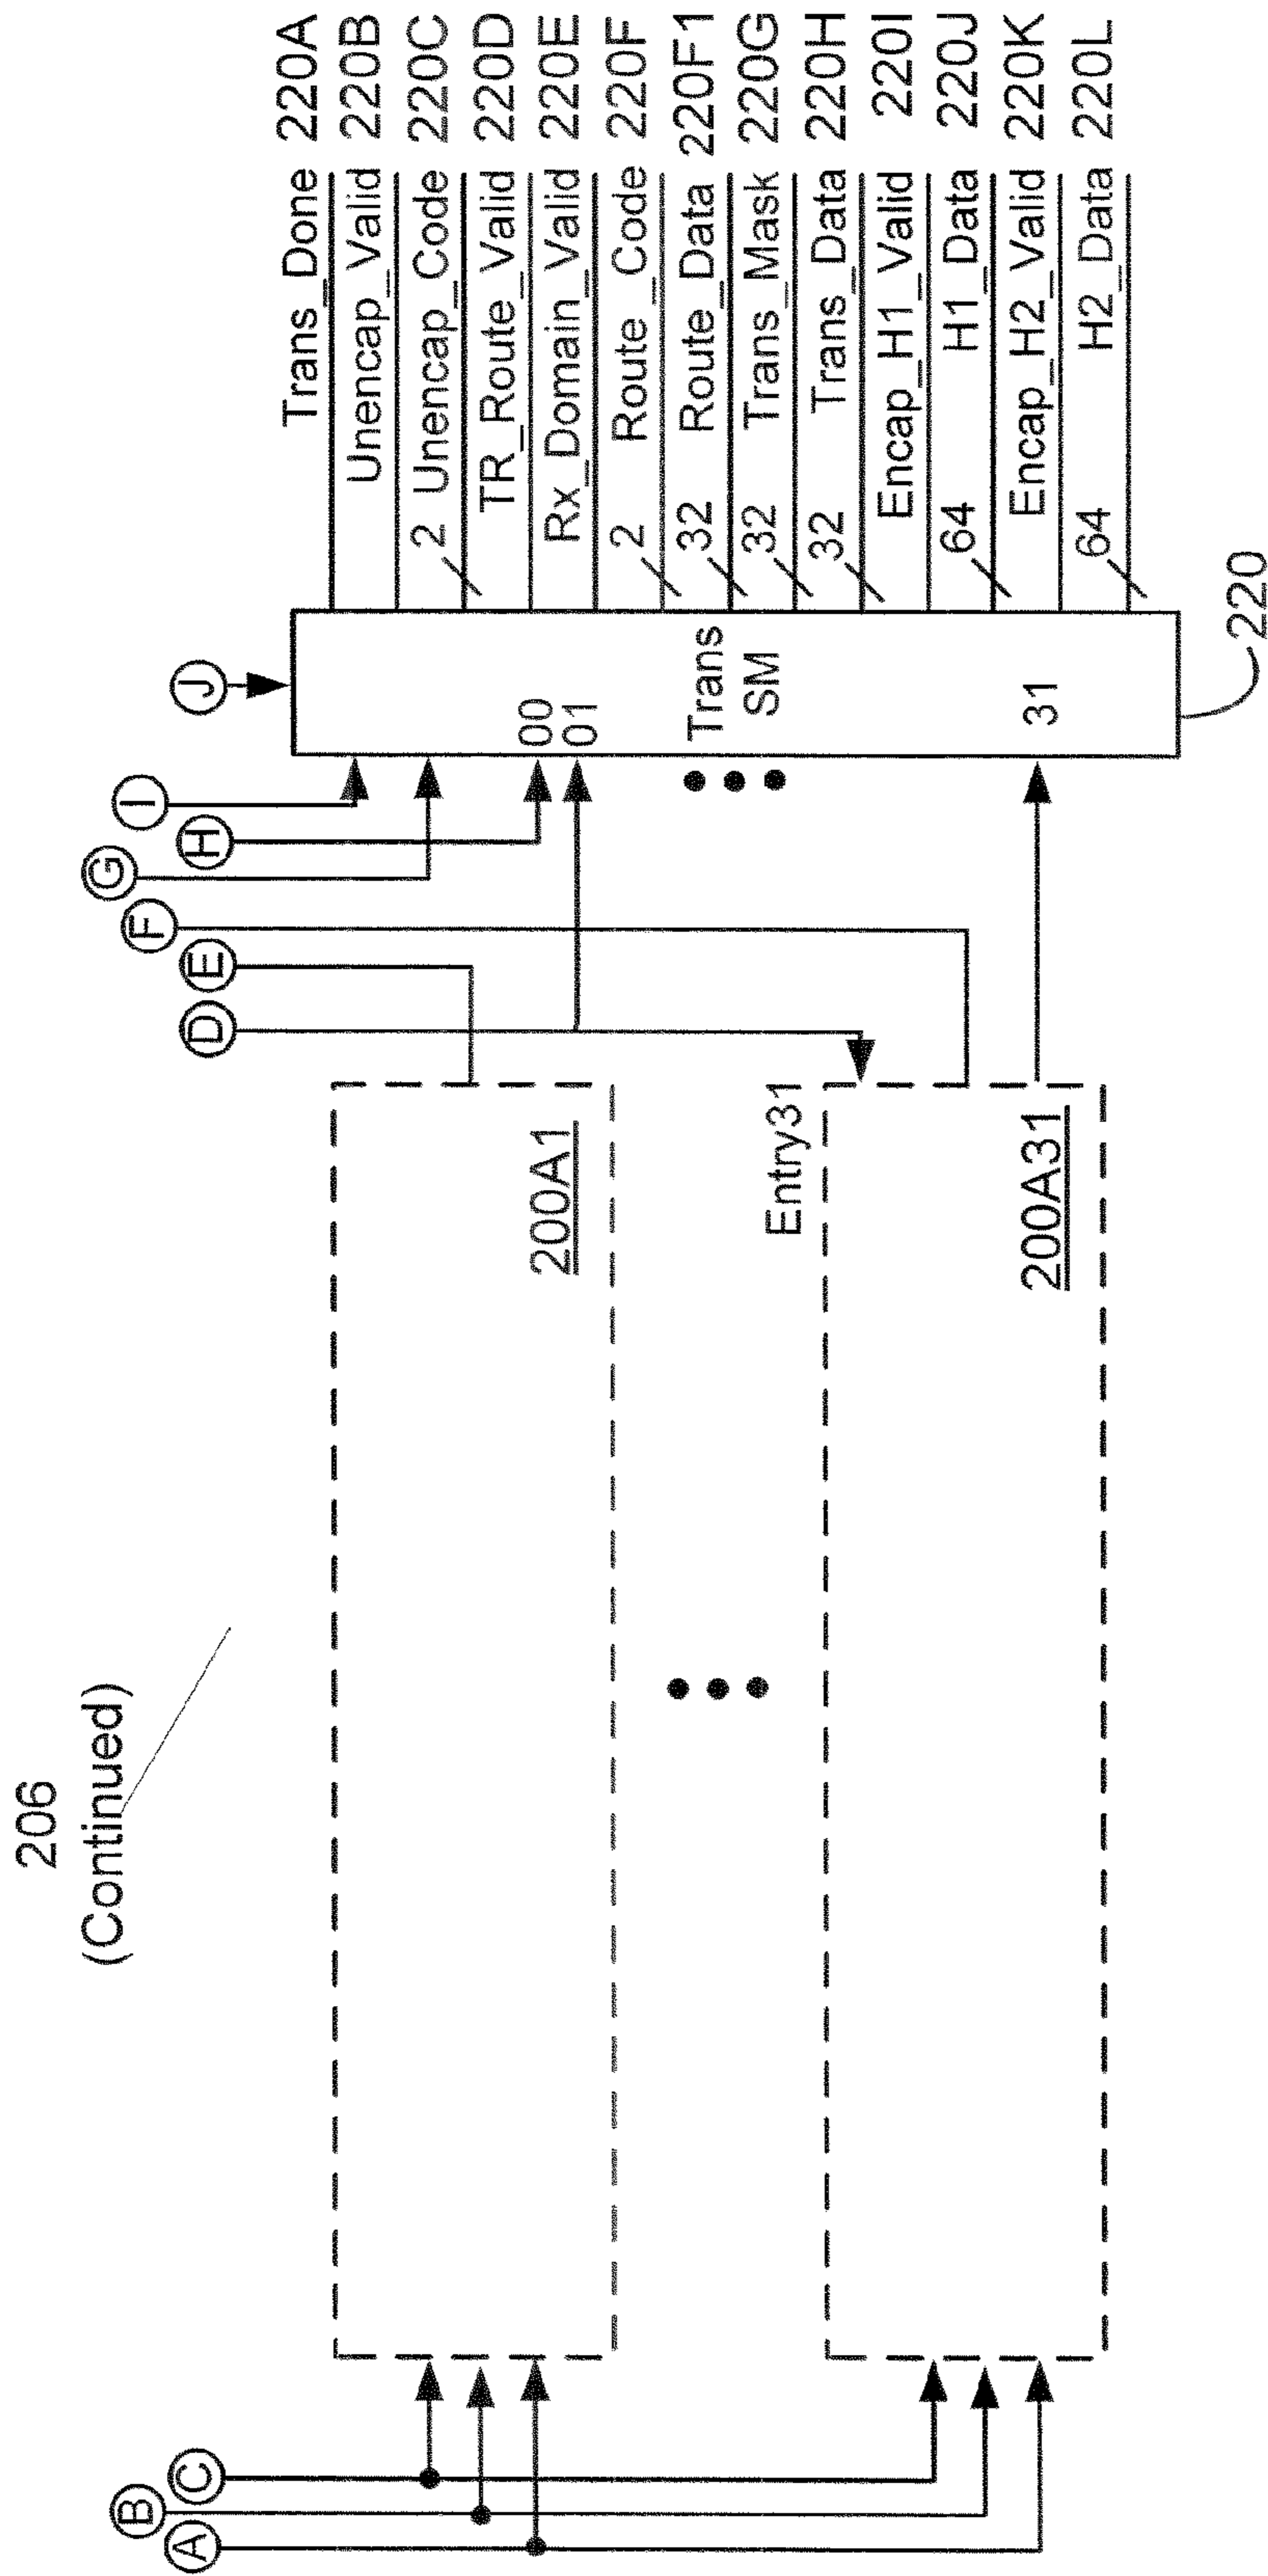 206
(Continued)
A
B
C
D
E
F
G
H
I
J
200A1
Entry31
200A31
00
01
Trans
SM
31
220
Trans_Done 220A
Unencap_Valid 220B
2 Unencap_Code 220C
TR_Route_Valid 220D
Rx_Domain_Valid 220E
2 Route_Code 220F
32 Route_Data 220F1
32 Trans_Mask 220G
32 Trans_Data 220H
Encap_H1_Valid 220I
64 H1_Data 220J
Encap_H2_Valid 220K
64 H2_Data 220L